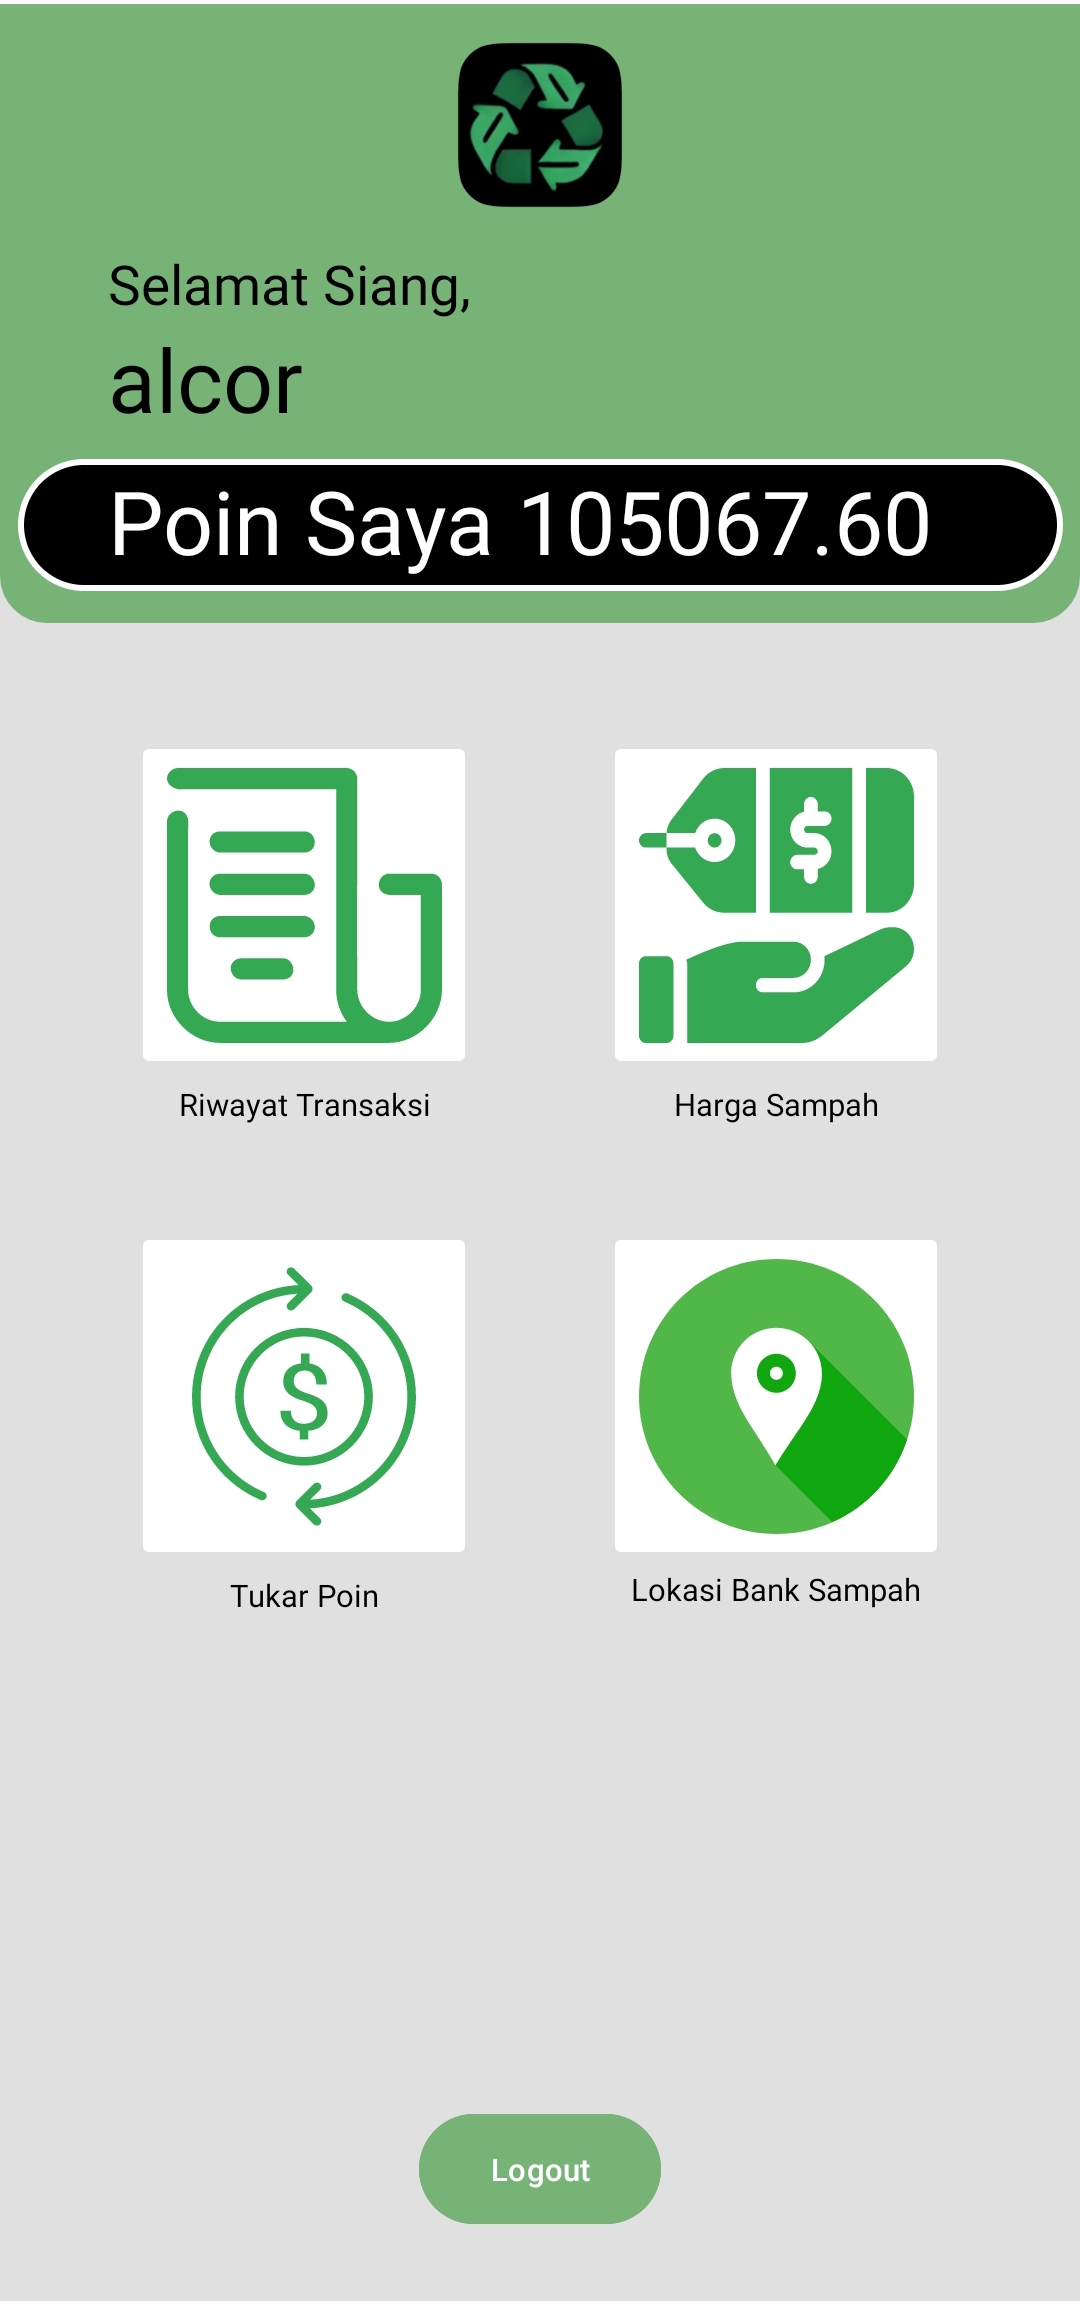 Selamat Siang,
alcor
Poin Saya 105067.60
Riwayat Transaksi
Harga Sampah
$
$
Tukar Poin
Lokasi Bank Sampah
Logout